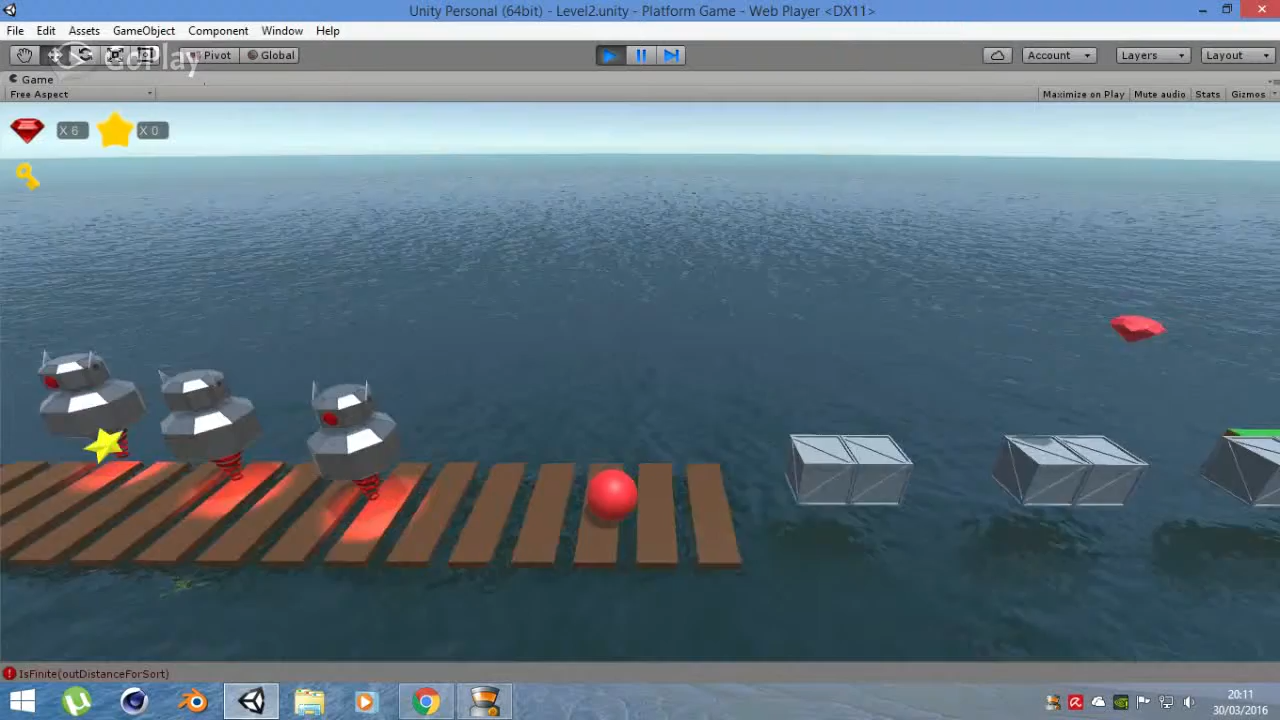 Unity Personal (64bit) - Level2.unity - Platform Game - Web Player <DX11>
File Edit Assets GameObject Component Window Help
GoPlay Pivot Global Account Layers Layout
Game
Free Aspect Maximize on Play Mute audio Stats Gizmos
X 6 X 0
IsFinite(outDistanceForSort)
20:11
30/03/2016